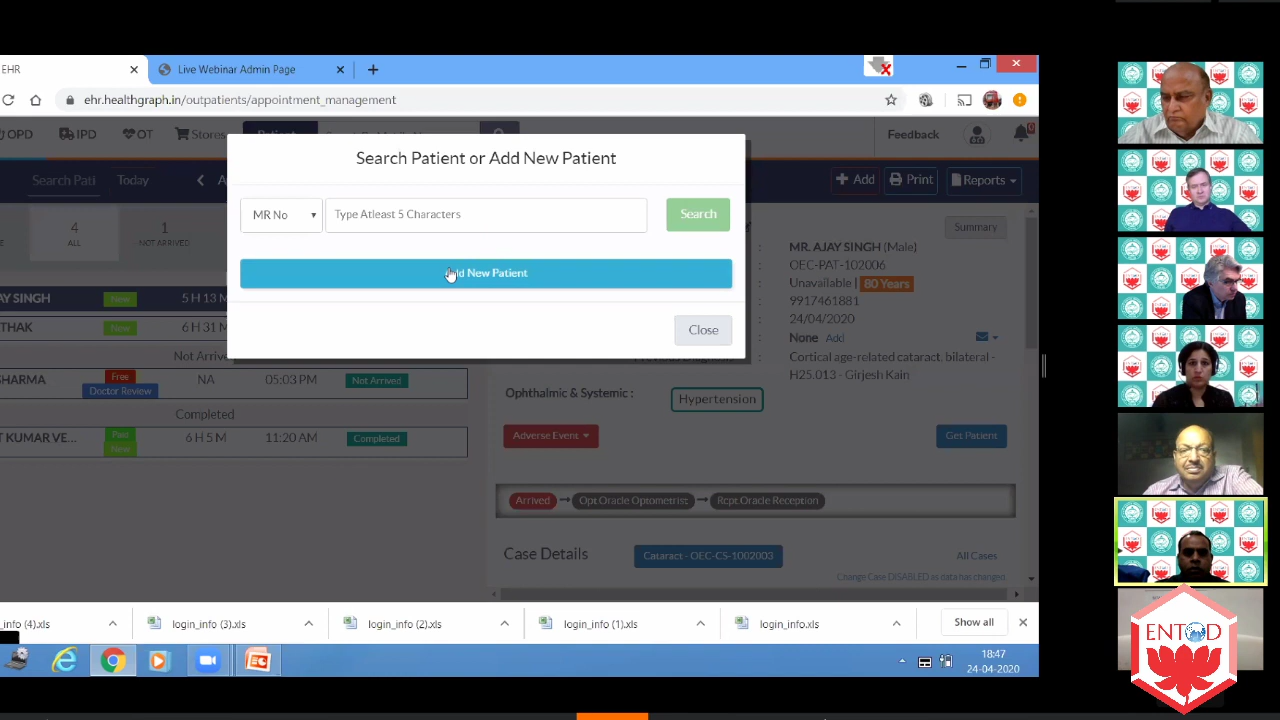 EHR
Live Webinar Admin Page
ehr.healthgraph.in/outpatients/appointment_management
OPD
IPD
OT
Stores
Patient
Feedback
Search Pati
Today
Add
Print
Reports
Search Patient or Add New Patient
MR No
Type Atleast 5 Characters
Search
New Patient
Close
4
ALL
1
NOT ARRIVED
Summary
MR. AJAY SINGH (Male)
OEC-PAT-102006
Unavailable | 80 Years
9917461881
24/04/2020
None Add
Cortical age-related cataract, bilateral -
H25.013 - Girjesh Kain
AY SINGH
New
5 H 13 M
THAK
New
6 H 31 M
Not Arrive
SHARMA
Free
Doctor Review
NA
05:03 PM
Not Arrived
Completed
T KUMAR VE...
Post
New
6 H 5 M
11:20 AM
Completed
Ophthalmic & Systemic :
Hypertension
Adverse Event
Get Patient
Arrived
Opt.Oracle Optometrist
Rcpt.Oracle Reception
Case Details
Cataract - OEC-CS-1002003
All Cases
Change Case DISABLED as data has changed
_info (4).xls
login_info (3).xls
login_info (2).xls
login_info (1).xls
login_info.xls
Show all
18:47
24-04-2020
ENTOD